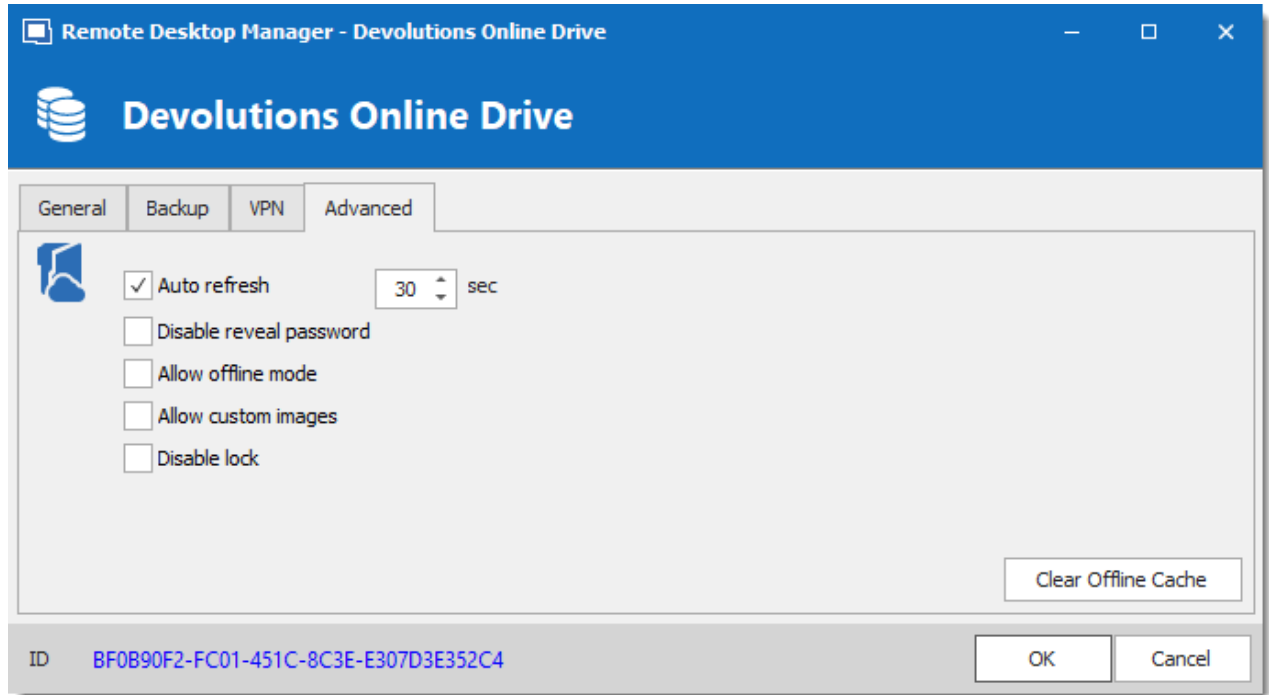 Remote Desktop Manager - Devolutions Online Drive
Devolutions Online Drive
General Backup VPN Advanced
Auto refresh 30 sec
Disable reveal password
Allow offline mode
Allow custom images
Disable lock
Clear Offline Cache
ID BF0B90F2-FC01-451C-8C3E-E307D3E352C4 OK Cancel